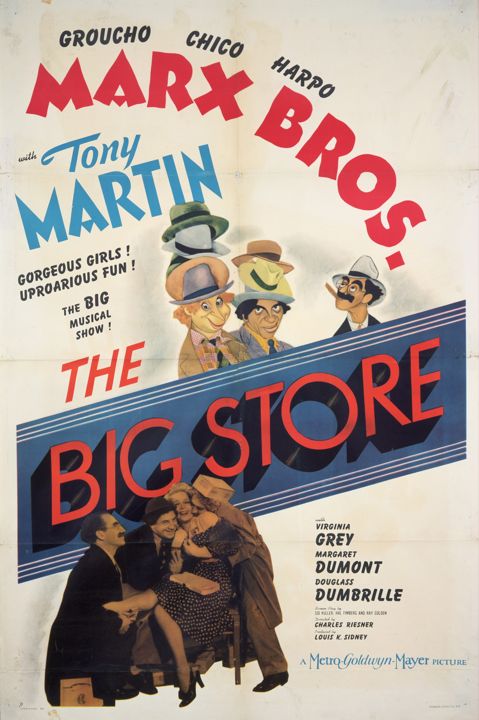 GROUCHO CHICO HARPO
MARX BROS.
with Tony
MARTIN
GORGEOUS GIRLS!
UPROARIOUS FUN!
THE BIG
MUSICAL
SHOW!
THE
BIG STORE
with
VIRGINIA
GREY
MARGARET
DUMONT
DOUGLASS
DUMBRILLE
Screen Play by
SID KULLER, HAL FIMBERG AND RAY GOLDEN
Directed by
CHARLES RIESNER
Produced by
LOUIS K. SIDNEY
A Metro-Goldwyn-Mayer PICTURE